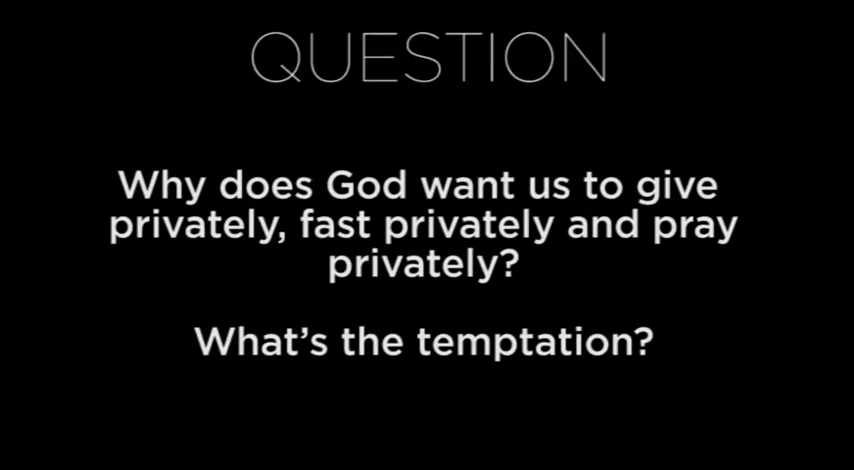 QUESTION
Why does God want us to give
privately, fast privately and pray
privately?
What's the temptation?